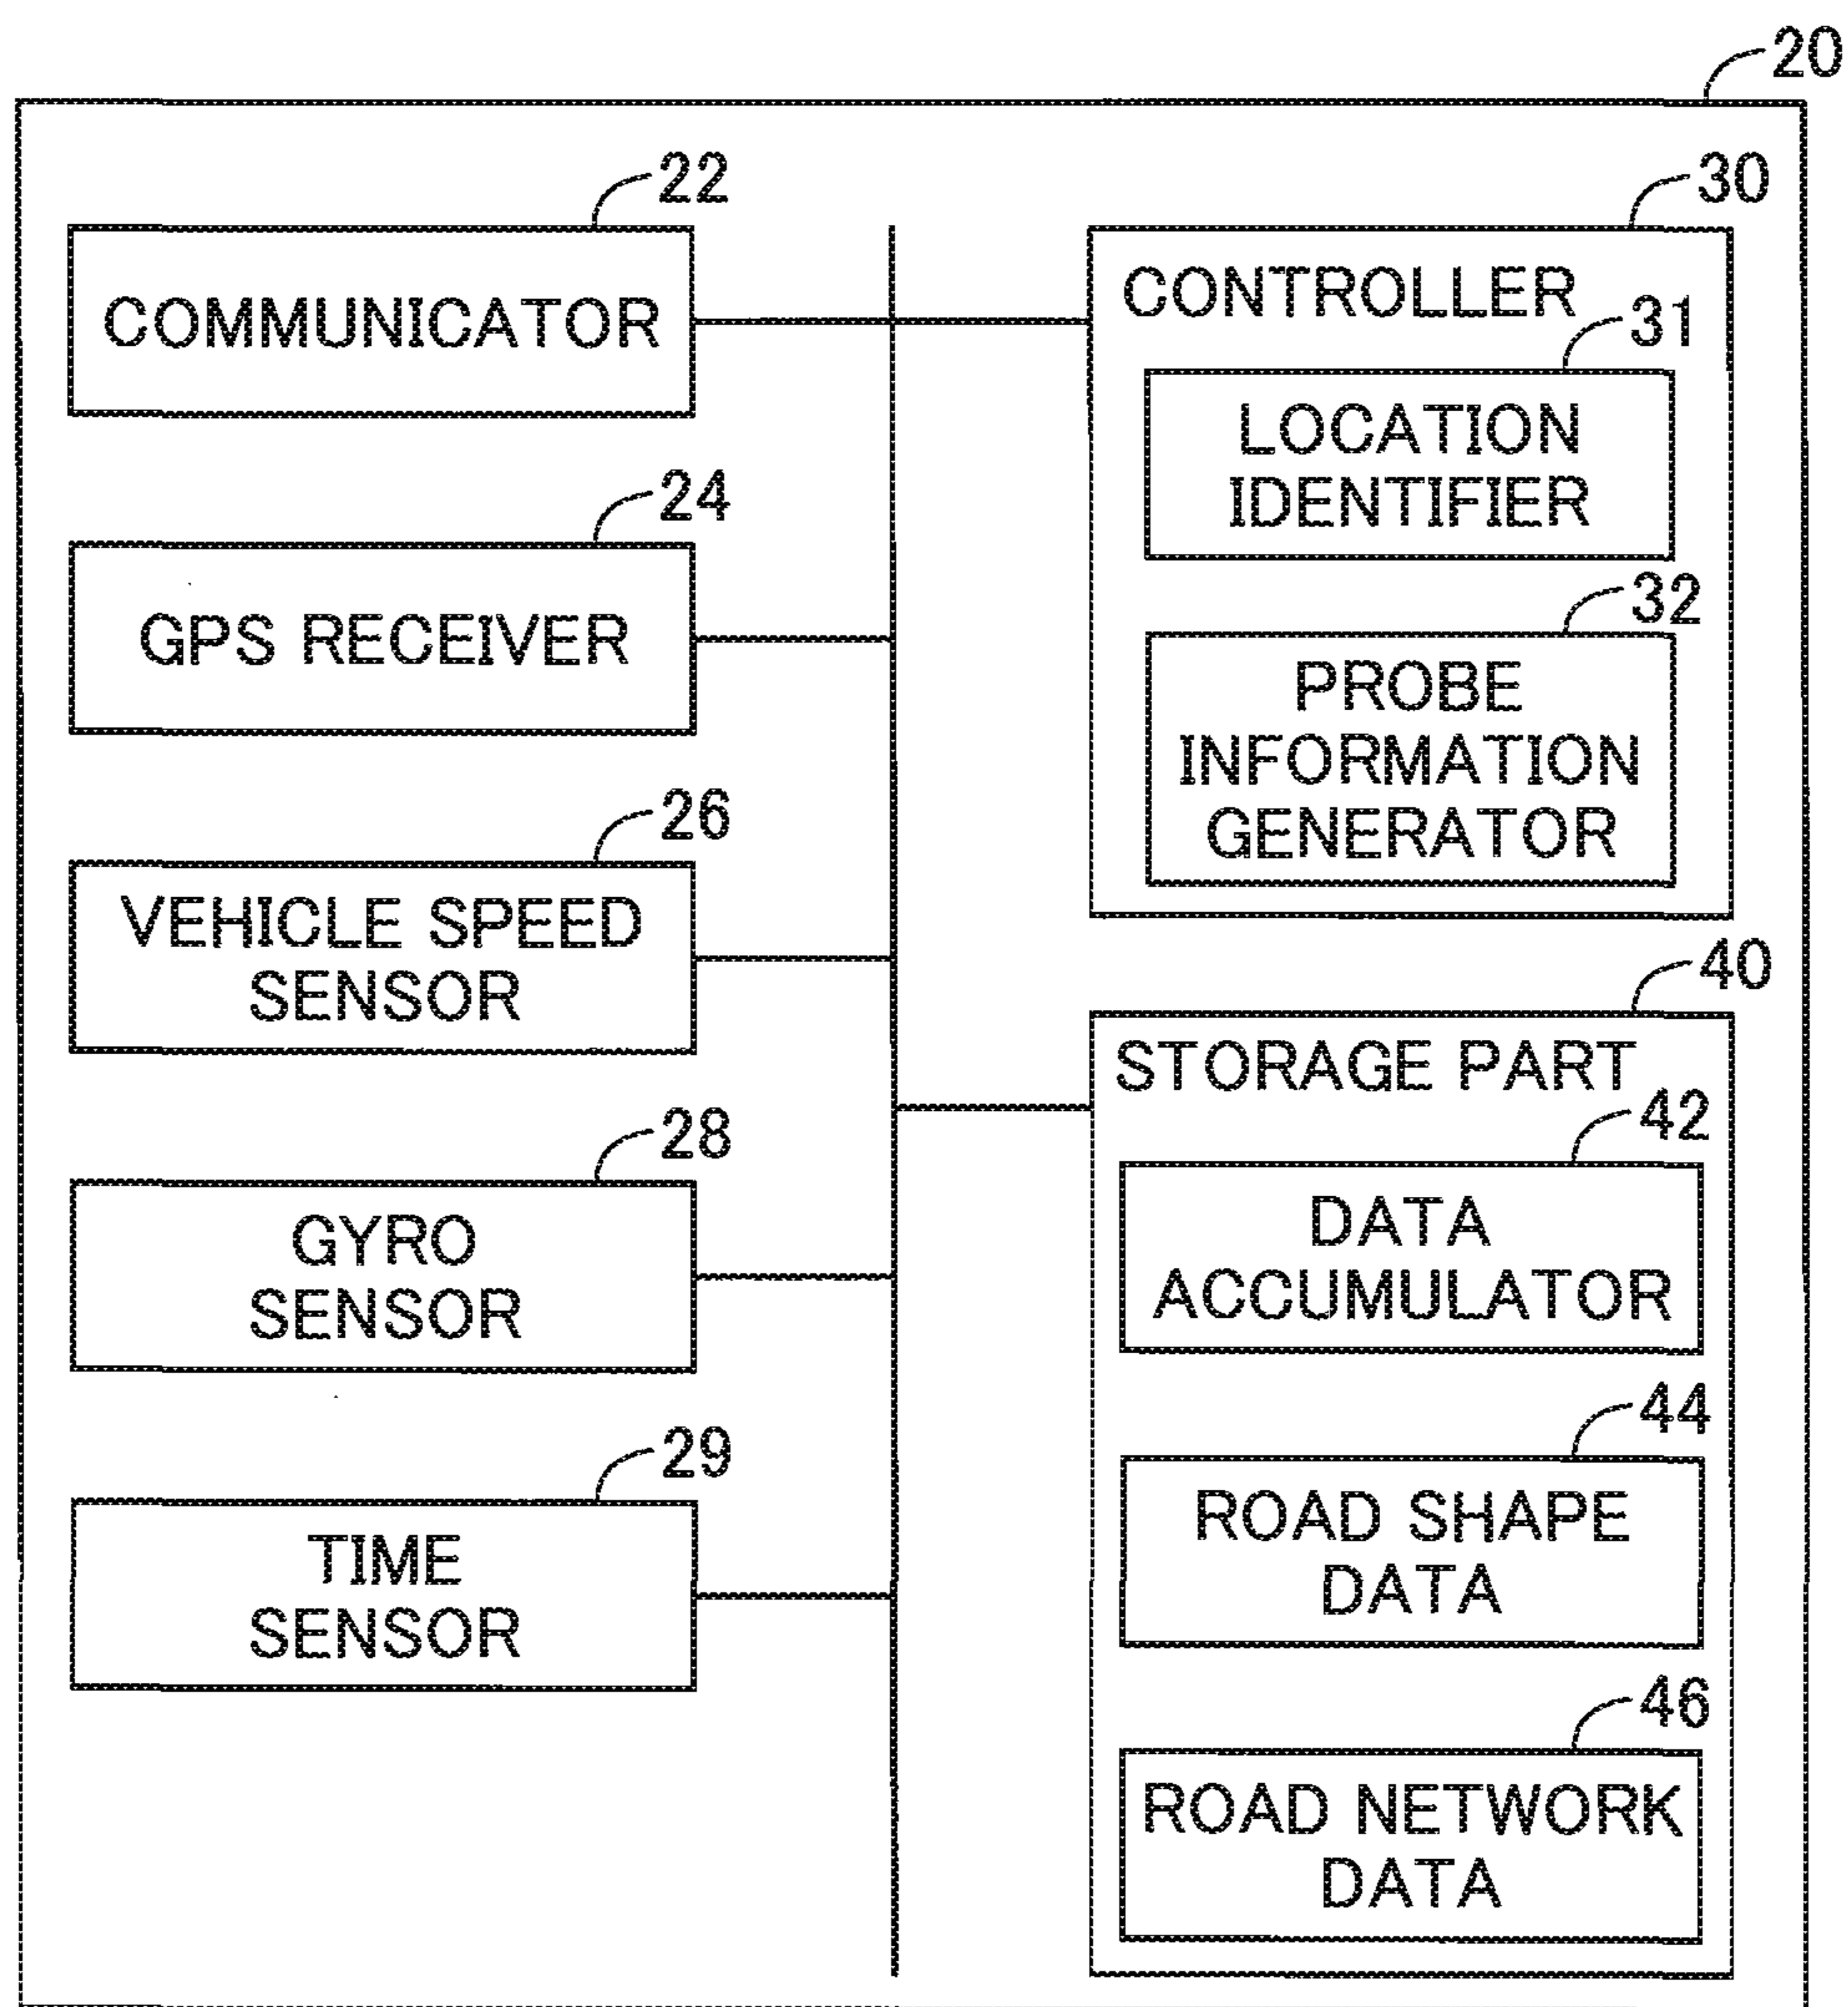 20
22
COMMUNICATOR
24
GPS RECEIVER
26
VEHICLE SPEED
SENSOR
28
GYRO
SENSOR
29
TIME
SENSOR
30
CONTROLLER
31
LOCATION
IDENTIFIER
32
PROBE
INFORMATION
GENERATOR
40
STORAGE PART
42
DATA
ACCUMULATOR
44
ROAD SHAPE
DATA
46
ROAD NETWORK
DATA